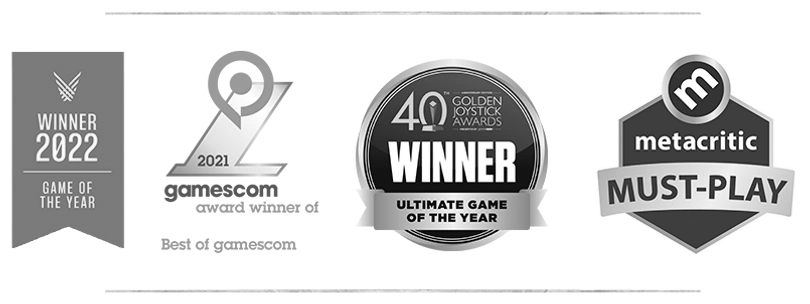 WINNER
2022
GAME OF
THE YEAR
2021
gamescom
award winner of
Best of gamescom
40TH
GOLDEN
JOYSTICK
AWARDS
WINNER
ULTIMATE GAME
OF THE YEAR
m
metacritic
MUST-PLAY